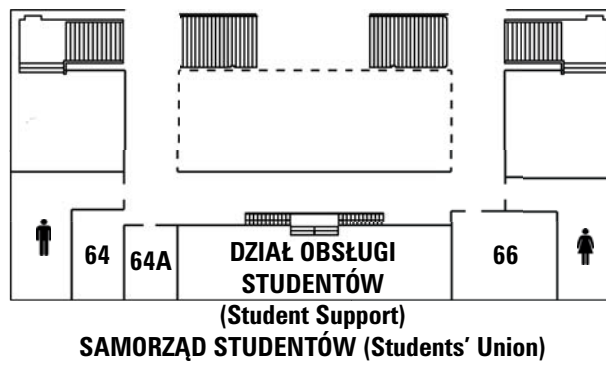 64
64A
DZIAŁ OBSŁUGI
STUDENTÓW
66
(Student Support)
SAMORZĄD STUDENTÓW (Students' Union)